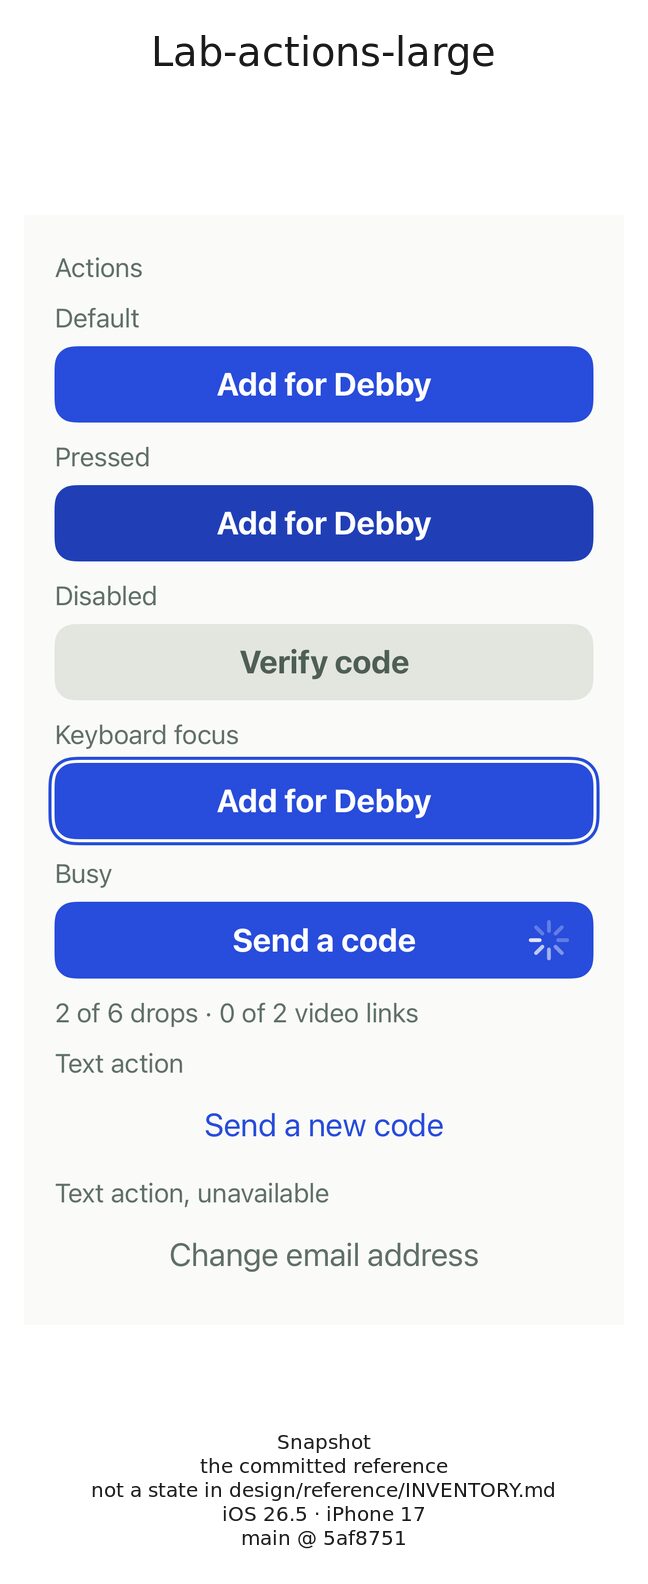 Lab-actions-large
Actions
Default
Add for Debby
Pressed
Add for Debby
Disabled
Verify code
Keyboard focus
Add for Debby
Busy
Send a code
2 of 6 drops · 0 of 2 video links
Text action
Send a new code
Text action, unavailable
Change email address
Snapshot
the committed reference
not a state in design/reference/INVENTORY.md
iOS 26.5 · iPhone 17
main @ 5af8751